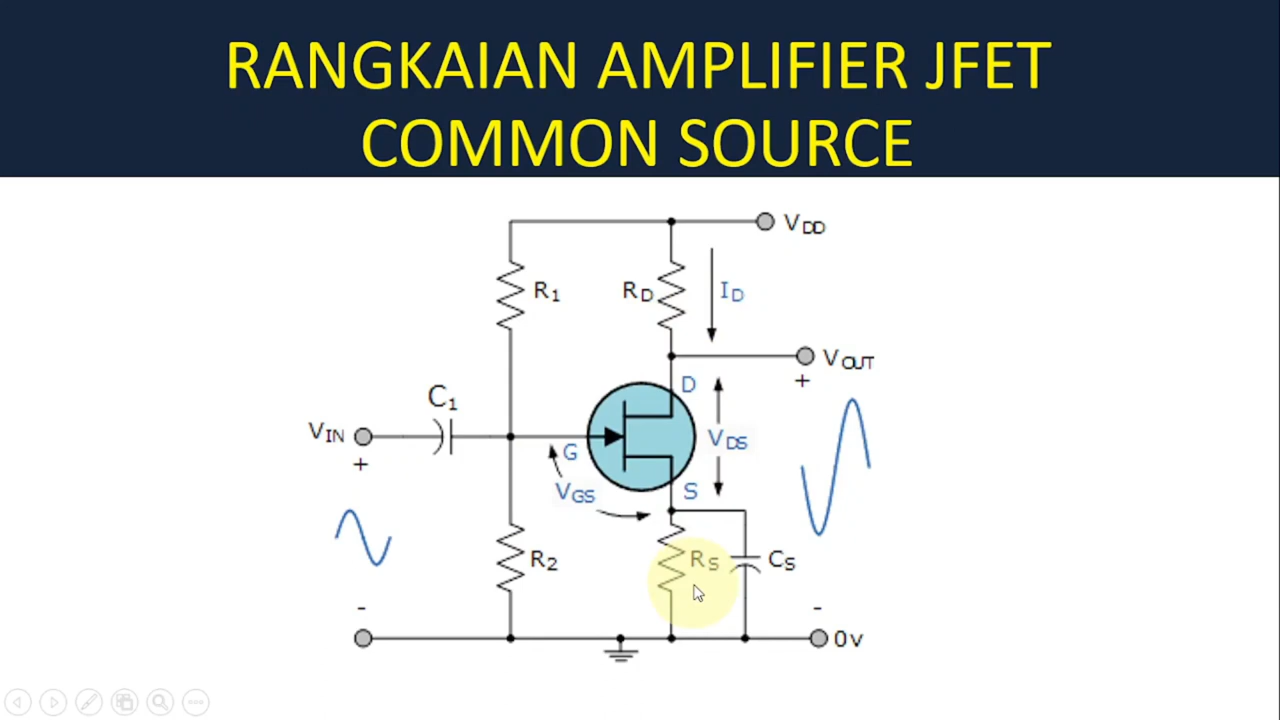 RANGKAIAN AMPLIFIER JFET
COMMON SOURCE
VDD
R1
RD
ID
VOUT
+
D
C1
VIN
+
G
VDS
VGS
S
R2
RS
CS
-
-
0v